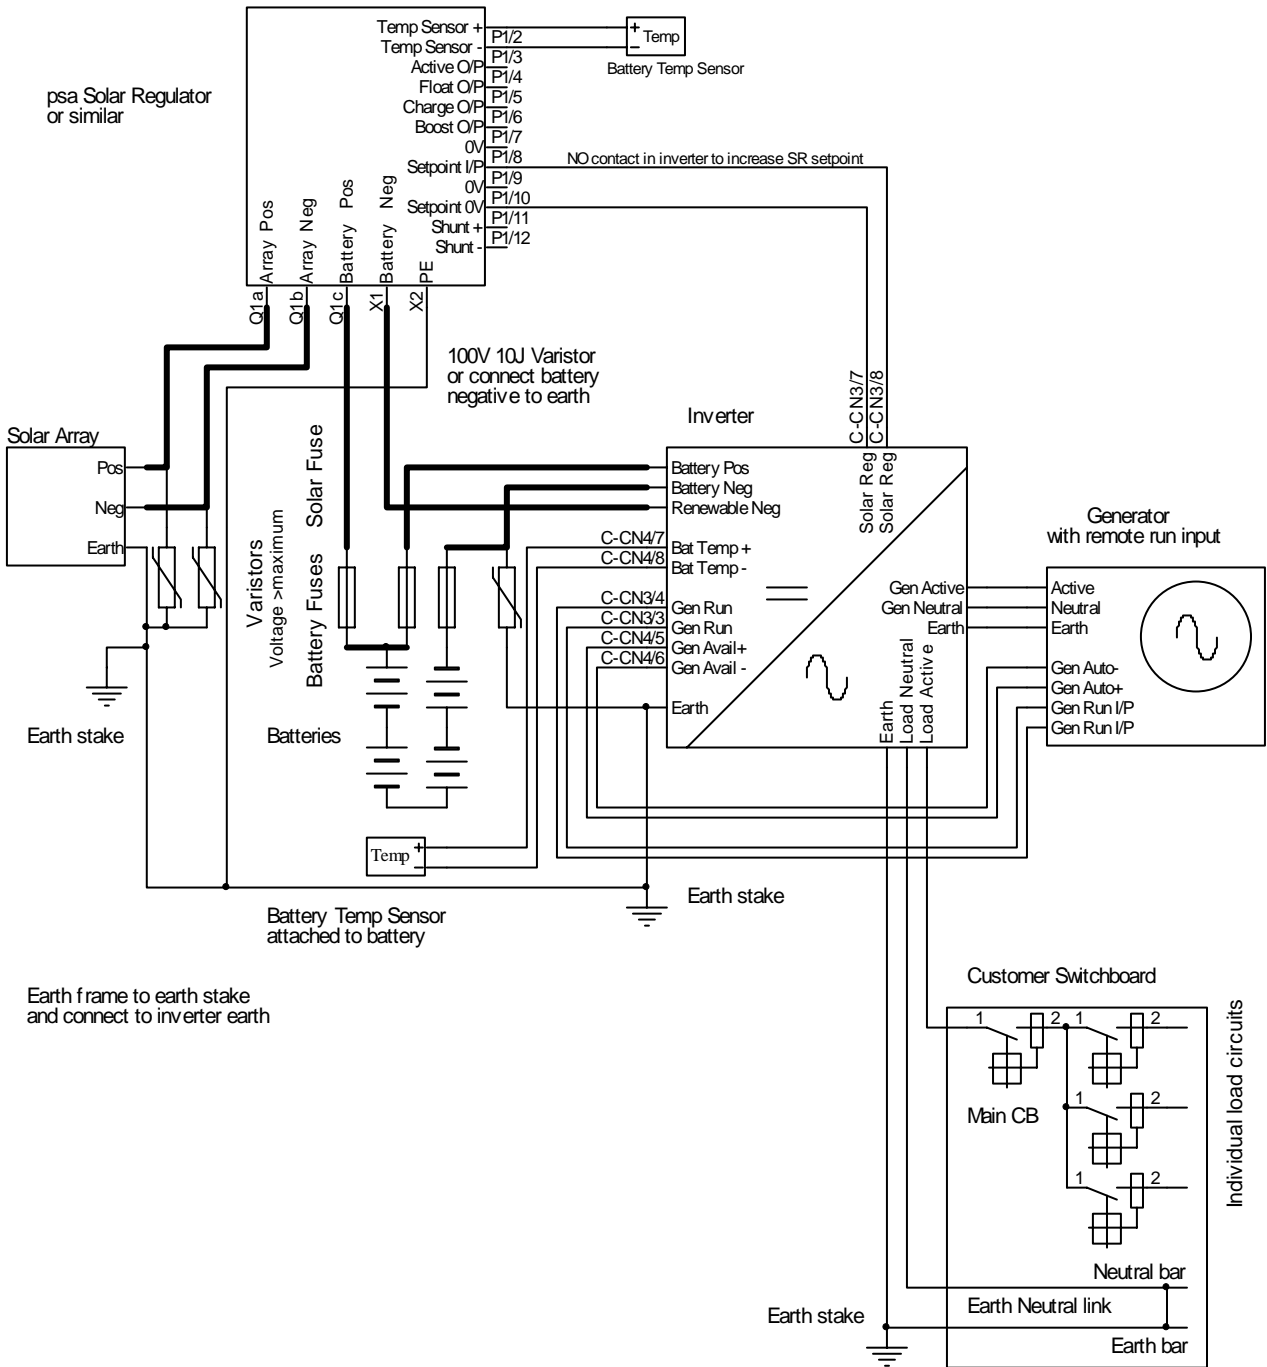 psa Solar Regulator
or similar
Temp Sensor +
Temp Sensor -
Active O/P
Float O/P
Charge O/P
Boost O/P
0V
Setpoint I/P
0V
Setpoint 0V
Shunt +
Shunt -
P1/2
P1/3
P1/4
P1/5
P1/6
P1/7
P1/8
P1/9
P1/10
P1/11
P1/12
+
-
Temp
Battery Temp Sensor
NO contact in inverter to increase SR setpoint
Array Pos
Array Neg
Battery Pos
Battery Neg
PE
Q1a
Q1b
Q1c
X1
X2
100V 10J Varistor
or connect battery
negative to earth
Solar Array
Pos
Neg
Earth
Varistors
Voltage >maximum
Battery Fuses
Solar Fuse
Earth stake
Batteries
Inverter
C-CN3/7
C-CN3/8
Solar Reg
Solar Reg
Battery Pos
Battery Neg
Renewable Neg
C-CN4/7
Bat Temp +
C-CN4/8
Bat Temp -
C-CN3/4
Gen Run
C-CN3/3
Gen Run
C-CN4/5
Gen Avail+
C-CN4/6
Gen Avail -
Earth
Gen Active
Gen Neutral
Earth
Earth
Load Neutral
Load Active
Generator
with remote run input
Active
Neutral
Earth
Gen Auto-
Gen Auto+
Gen Run I/P
Gen Run I/P
Temp
+
-
Battery Temp Sensor
attached to battery
Earth stake
Earth frame to earth stake
and connect to inverter earth
Customer Switchboard
1
2
1
2
Main CB
1
2
1
2
Individual load circuits
Neutral bar
Earth Neutral link
Earth stake
Earth bar